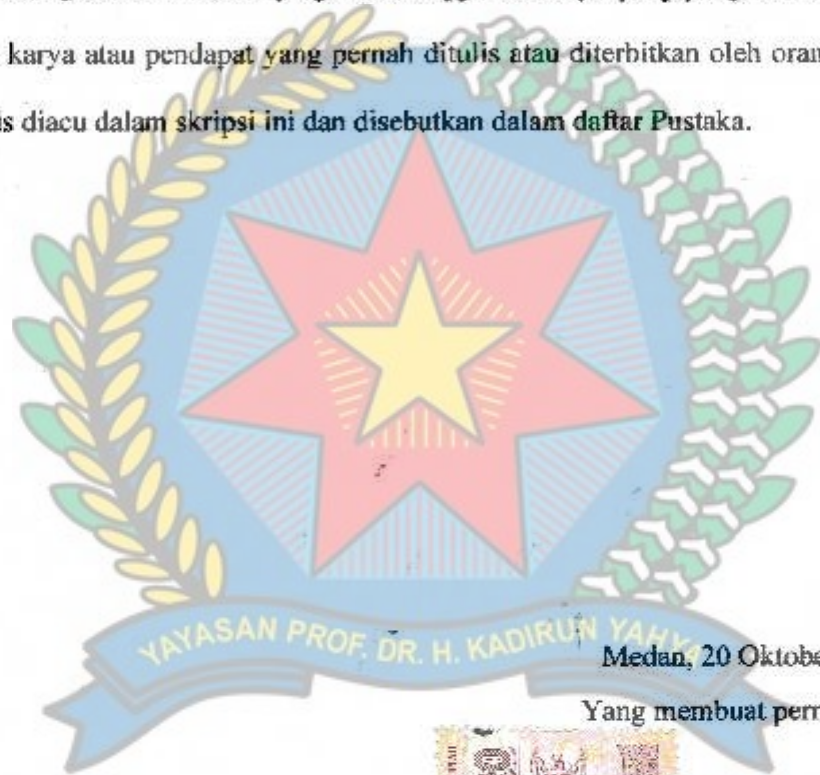 karya atau pendapat yang pernah ditulis atau diterbitkan oleh oran
is diacu dalam skripsi ini dan disebutkan dalam daftar Pustaka.
YAYASAN PROF. DR. H. KADIRUN YAHYA
Medan, 20 Oktobe
Yang membuat pern